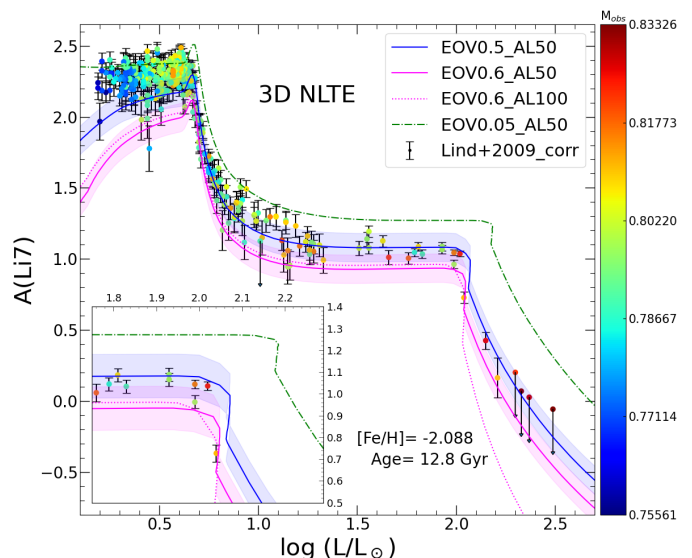 M_obs
2.5
2.0
1.5
1.0
0.5
0.0
−0.5
A(Li7)
3D NLTE
EOV0.5_AL50
EOV0.6_AL50
EOV0.6_AL100
EOV0.05_AL50
Lind+2009_corr
0.83326
0.81773
0.80220
0.78667
0.77114
0.75561
1.8 1.9 2.0 2.1 2.2
1.4
1.3
1.2
1.1
1.0
0.9
0.8
0.7
0.6
0.5
[Fe/H]= -2.088
Age= 12.8 Gyr
0.5 1.0 1.5 2.0 2.5
log (L/L⊙)